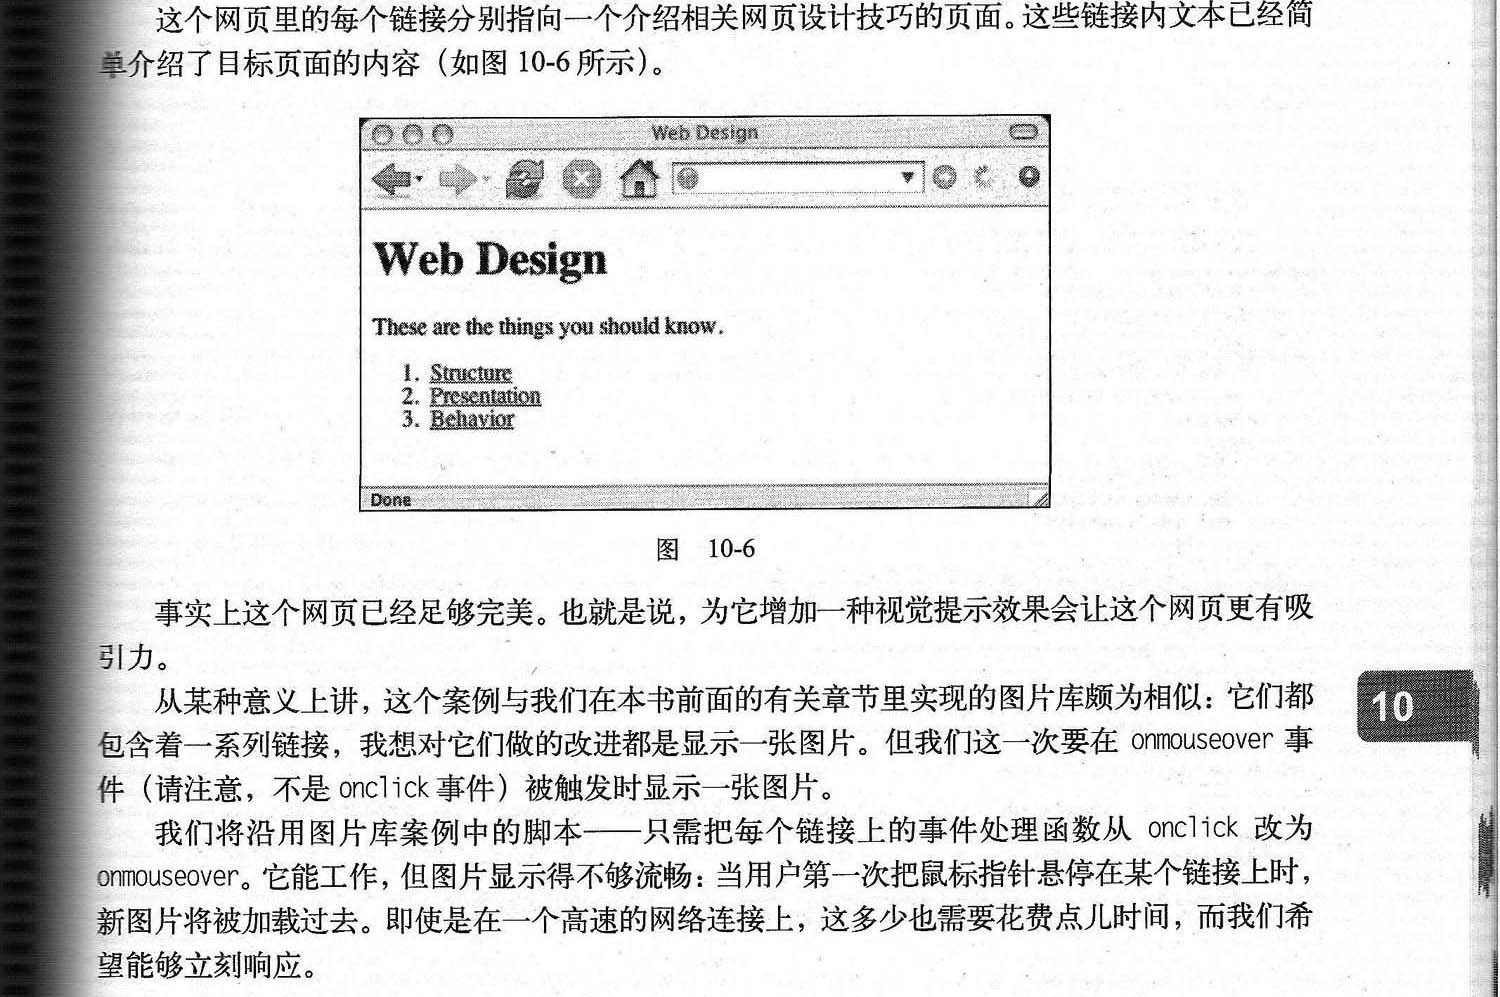 这个网页里的每个链接分别指向一个介绍相关网页设计技巧的页面。这些链接内文本已经简
单介绍了目标页面的内容（如图 10-6 所示）。
Web Design
Web Design
These are the things you should know.
1. Structure
2. Presentation
3. Behavior
Done
图 10-6
事实上这个网页已经足够完美。也就是说，为它增加一种视觉提示效果会让这个网页更有吸
引力。
从某种意义上讲，这个案例与我们在本书前面的有关章节里实现的图片库颇为相似：它们都
10
包含着一系列链接，我想对它们做的改进都是显示一张图片。但我们这一次要在 onmouseover 事
件（请注意，不是 onclick 事件）被触发时显示一张图片。
我们将沿用图片库案例中的脚本——只需把每个链接上的事件处理函数从 onclick 改为
onmouseover。它能工作，但图片显示得不够流畅：当用户第一次把鼠标指针悬停在某个链接上时，
新图片将被加载过去。即使是在一个高速的网络连接上，这多少也需要花费点儿时间，而我们希
望能够立刻响应。